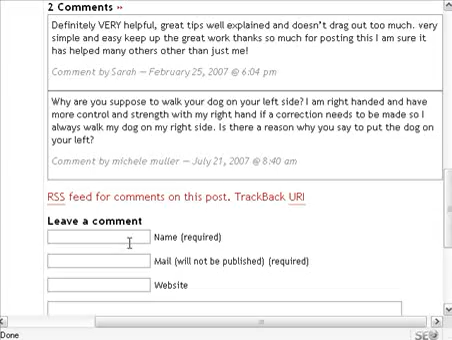 2 Comments »
Definitely VERY helpful, great tips well explained and doesn't drag out too much. very
simple and easy keep up the great work thanks so much for posting this I am sure it
has helped many others other than just me!
Comment by Sarah — February 25, 2007 @ 6:04 pm
Why are you suppose to walk your dog on your left side? I am right handed and have
more control and strength with my right hand if a correction needs to be made so I
always walk my dog on my right side. Is there a reason why you say to put the dog on
your left?
Comment by michele muller — July 21, 2007 @ 8:40 am
RSS feed for comments on this post. TrackBack URI
Leave a comment
Name (required)
Mail (will not be published) (required)
Website
Done
SEO